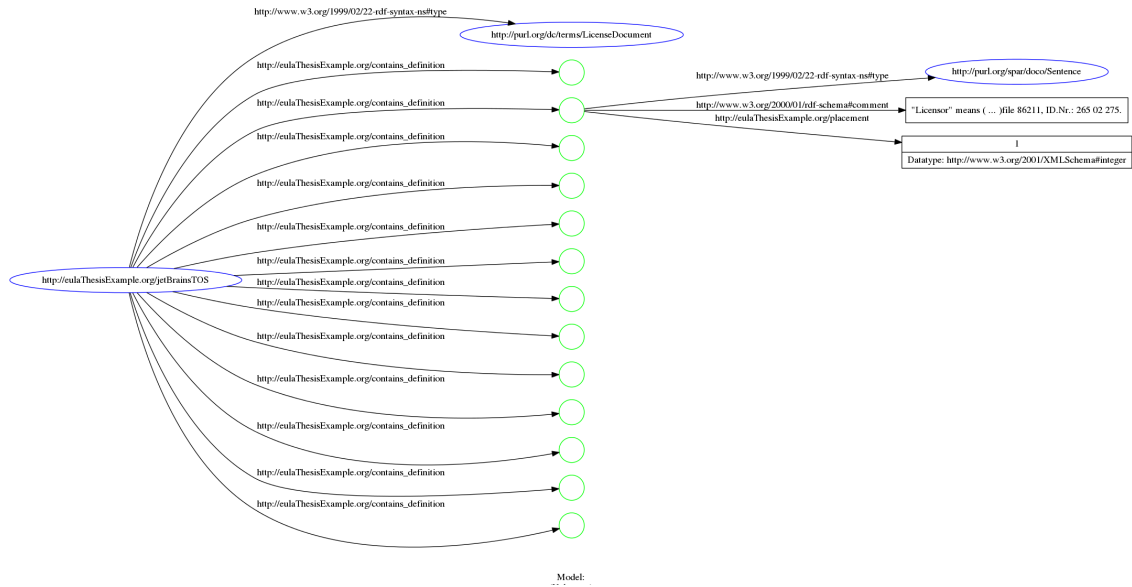 http://www.w3.org/1999/02/22-rdf-syntax-ns#type
http://purl.org/dc/terms/LicenseDocument
http://eulaThesisExample.org/contains_definition
http://www.w3.org/1999/02/22-rdf-syntax-ns#type
http://purl.org/spar/doco/Sentence
http://eulaThesisExample.org/contains_definition
http://www.w3.org/2000/01/rdf-schema#comment
"Licensor" means ( ... )file 86211, ID.Nr.: 265 02 275.
http://eulaThesisExample.org/placement
http://eulaThesisExample.org/contains_definition
1
Datatype: http://www.w3.org/2001/XMLSchema#integer
http://eulaThesisExample.org/contains_definition
http://eulaThesisExample.org/contains_definition
http://eulaThesisExample.org/contains_definition
http://eulaThesisExample.org/jetBrainsTOS
http://eulaThesisExample.org/contains_definition
http://eulaThesisExample.org/contains_definition
http://eulaThesisExample.org/contains_definition
http://eulaThesisExample.org/contains_definition
http://eulaThesisExample.org/contains_definition
http://eulaThesisExample.org/contains_definition
http://eulaThesisExample.org/contains_definition
Model: